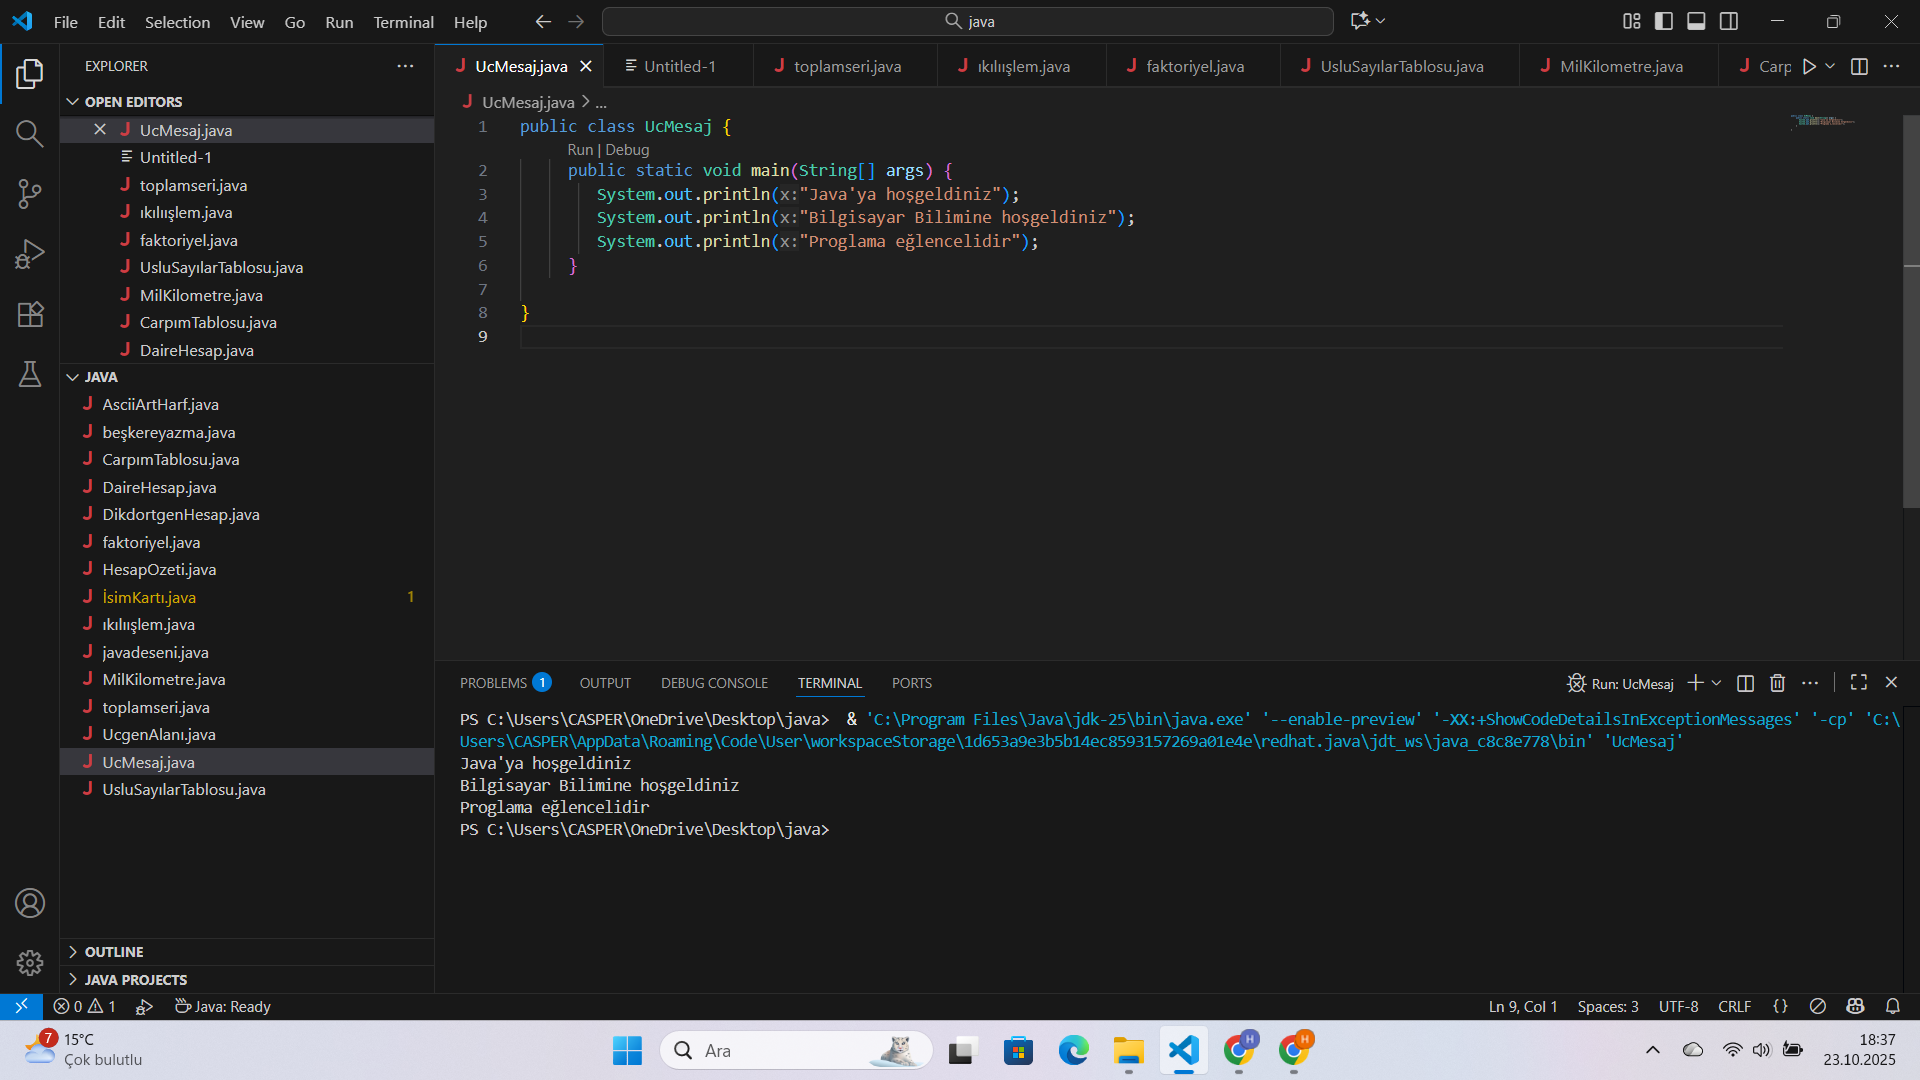 File Edit Selection View Go Run Terminal Help
java
EXPLORER
OPEN EDITORS
UcMesaj.java
Untitled-1
toplamseri.java
ıkılıışlem.java
faktoriyel.java
UsluSayılarTablosu.java
MilKilometre.java
CarpımTablosu.java
DaireHesap.java
JAVA
AsciiArtHarf.java
beşkereyazma.java
CarpımTablosu.java
DaireHesap.java
DikdortgenHesap.java
faktoriyel.java
HesapOzeti.java
İsimKartı.java 1
ıkılıışlem.java
javadeseni.java
MilKilometre.java
toplamseri.java
UcgenAlanı.java
UcMesaj.java
UsluSayılarTablosu.java
OUTLINE
JAVA PROJECTS
UcMesaj.java Untitled-1 toplamseri.java ıkılıışlem.java faktoriyel.java UsluSayılarTablosu.java MilKilometre.java Carp
UcMesaj.java > ...
1 public class UcMesaj {
Run | Debug
2 public static void main(String[] args) {
3 System.out.println(x:"Java'ya hoşgeldiniz");
4 System.out.println(x:"Bilgisayar Bilimine hoşgeldiniz");
5 System.out.println(x:"Proglama eğlencelidir");
6 }
7
8 }
9
PROBLEMS 1 OUTPUT DEBUG CONSOLE TERMINAL PORTS
Run: UcMesaj
PS C:\Users\CASPER\OneDrive\Desktop\java> & 'C:\Program Files\Java\jdk-25\bin\java.exe' '--enable-preview' '-XX:+ShowCodeDetailsInExceptionMessages' '-cp' 'C:\
Users\CASPER\AppData\Roaming\Code\User\workspaceStorage\1d653a9e3b5b14ec8593157269a01e4e\redhat.java\jdt_ws\java_c8c8e778\bin' 'UcMesaj'
Java'ya hoşgeldiniz
Bilgisayar Bilimine hoşgeldiniz
Proglama eğlencelidir
PS C:\Users\CASPER\OneDrive\Desktop\java>
0 1 Java: Ready
Ln 9, Col 1 Spaces: 3 UTF-8 CRLF {}
7
15°C
Çok bulutlu
Ara
H
H
18:37
23.10.2025